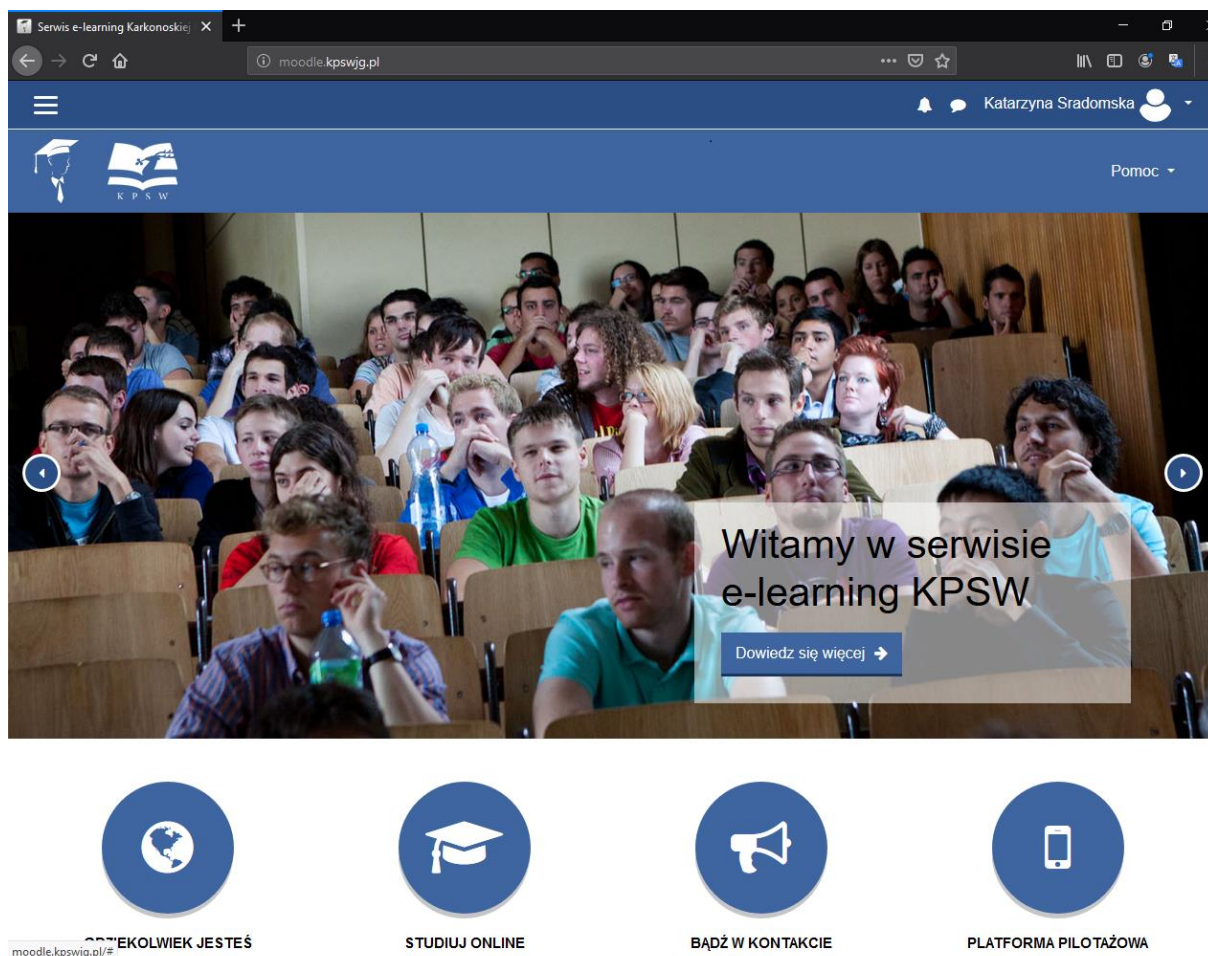 Serwis e-learning Karkonoskiej
moodle.kpswjg.pl
Katarzyna Sradomska
K P S W
Pomoc
Witamy w serwisie
e-learning KPSW
Dowiedz się więcej
JESTEŚ
STUDIUJ ONLINE
BĄDŹ W KONTAKCIE
PLATFORMA PILOTAŻOWA
moodle.kpswjg.pl/#